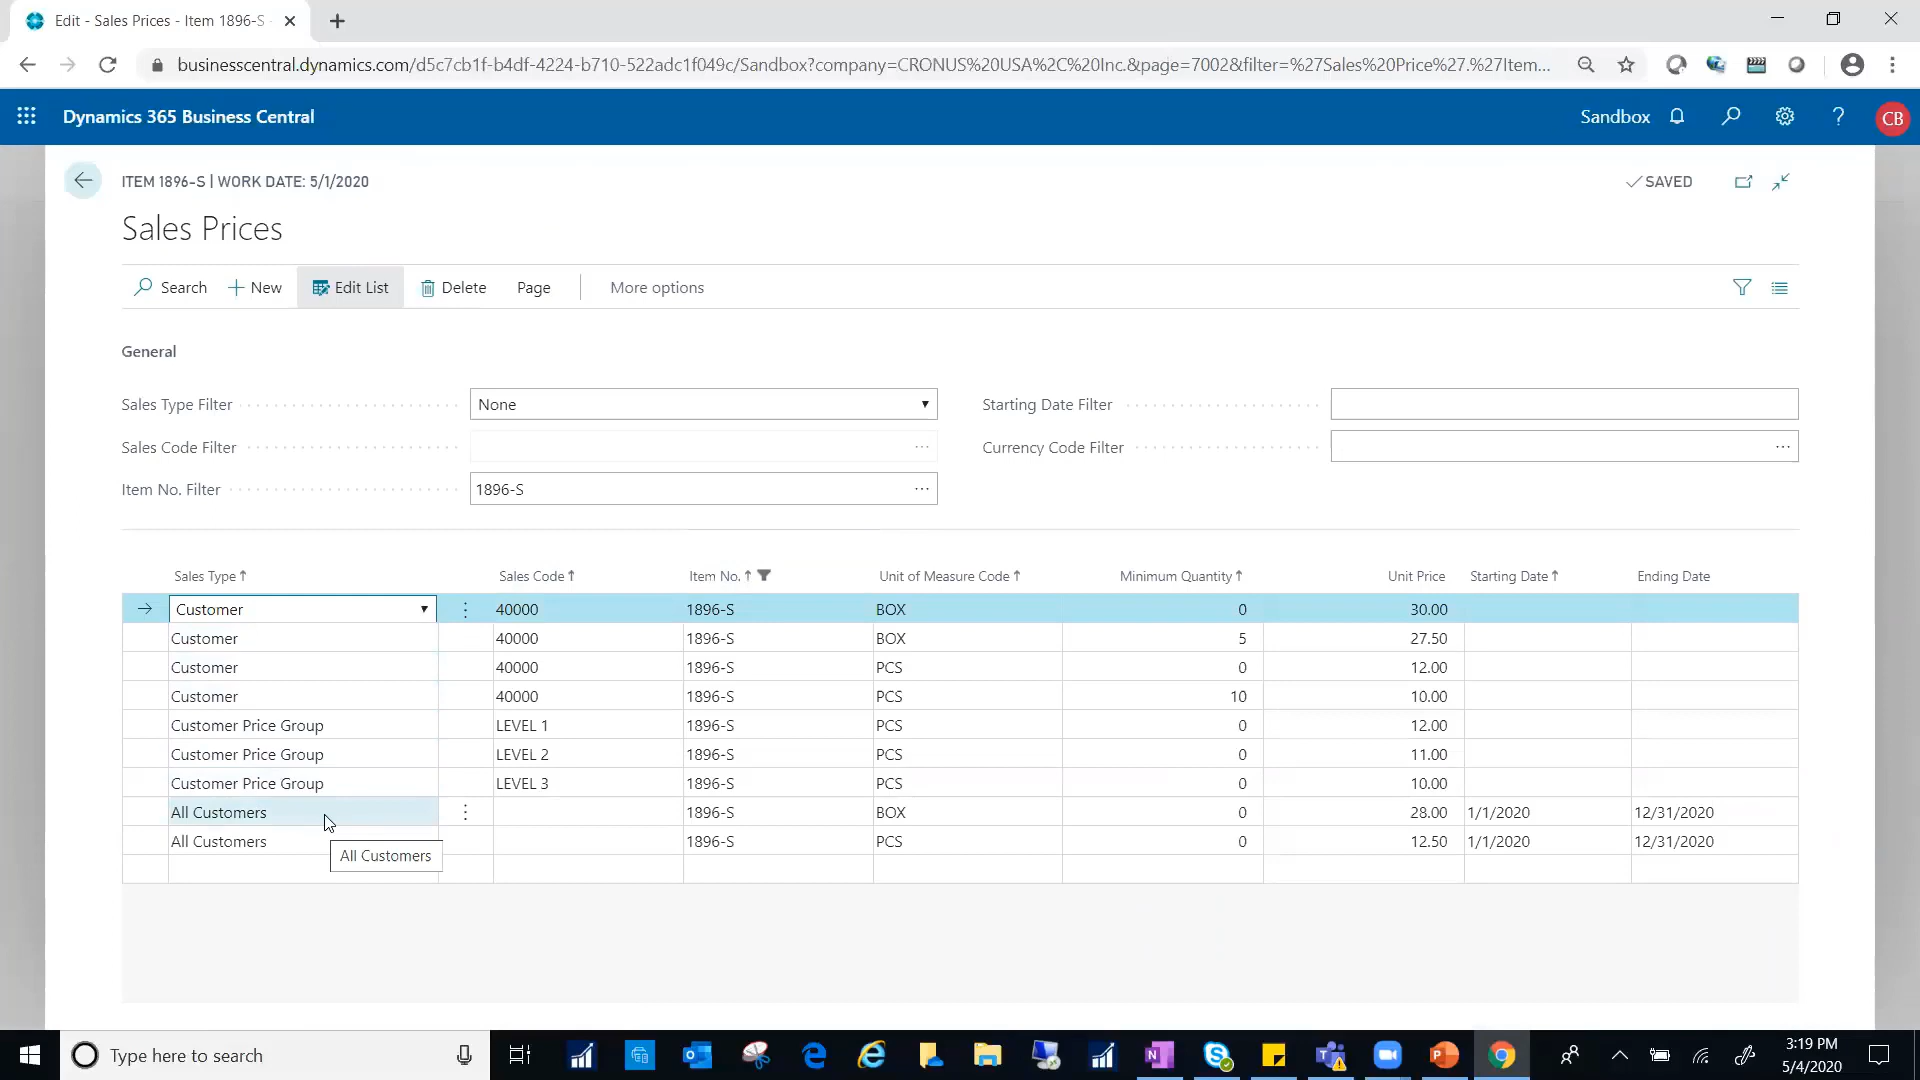 Edit - Sales Prices - Item 1896-S
businesscentral.dynamics.com/d5c7cb1f-b4df-4224-b710-522adc1f049c/Sandbox?company=CRONUS%20USA%2C%20Inc.&page=7002&filter=%27Sales%20Price%27.%27Item...
Dynamics 365 Business Central Sandbox ? CB
ITEM 1896-S | WORK DATE: 5/1/2020 SAVED
Sales Prices
Search New Edit List Delete Page More options
General
Sales Type Filter None Starting Date Filter
Sales Code Filter Currency Code Filter
Item No. Filter 1896-S
Sales Type Sales Code Item No. Unit of Measure Code Minimum Quantity Unit Price Starting Date Ending Date
Customer 40000 1896-S BOX 0 30.00
Customer 40000 1896-S BOX 5 27.50
Customer 40000 1896-S PCS 0 12.00
Customer 40000 1896-S PCS 10 10.00
Customer Price Group LEVEL 1 1896-S PCS 0 12.00
Customer Price Group LEVEL 2 1896-S PCS 0 11.00
Customer Price Group LEVEL 3 1896-S PCS 0 10.00
All Customers 1896-S BOX 0 28.00 1/1/2020 12/31/2020
All Customers 1896-S PCS 0 12.50 1/1/2020 12/31/2020
All Customers
Type here to search
3:19 PM
5/4/2020